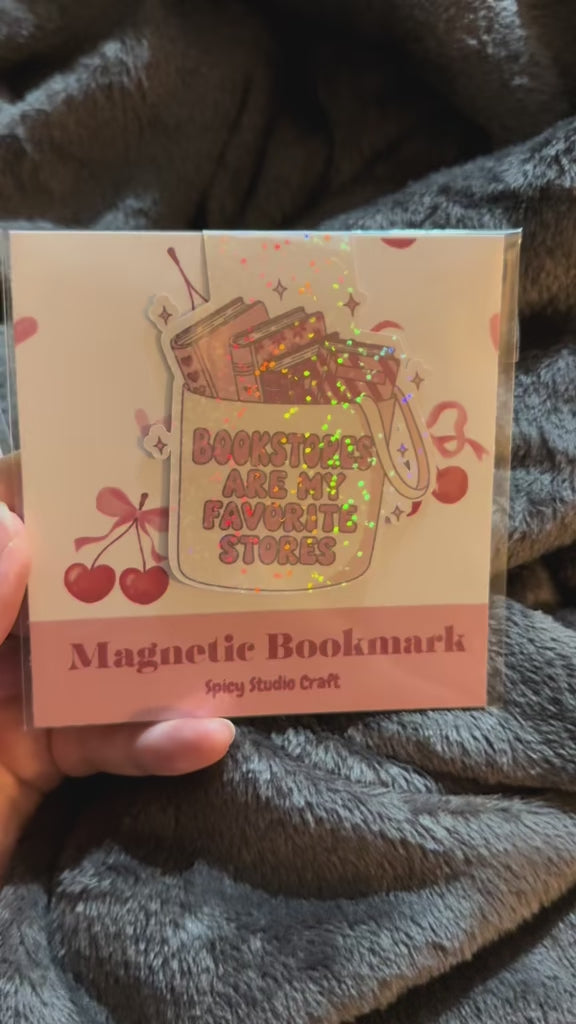 BOOKSTORES
ARE MY
FAVORITE
STORES
Magnetic Bookmark
Spicy Studio Craft